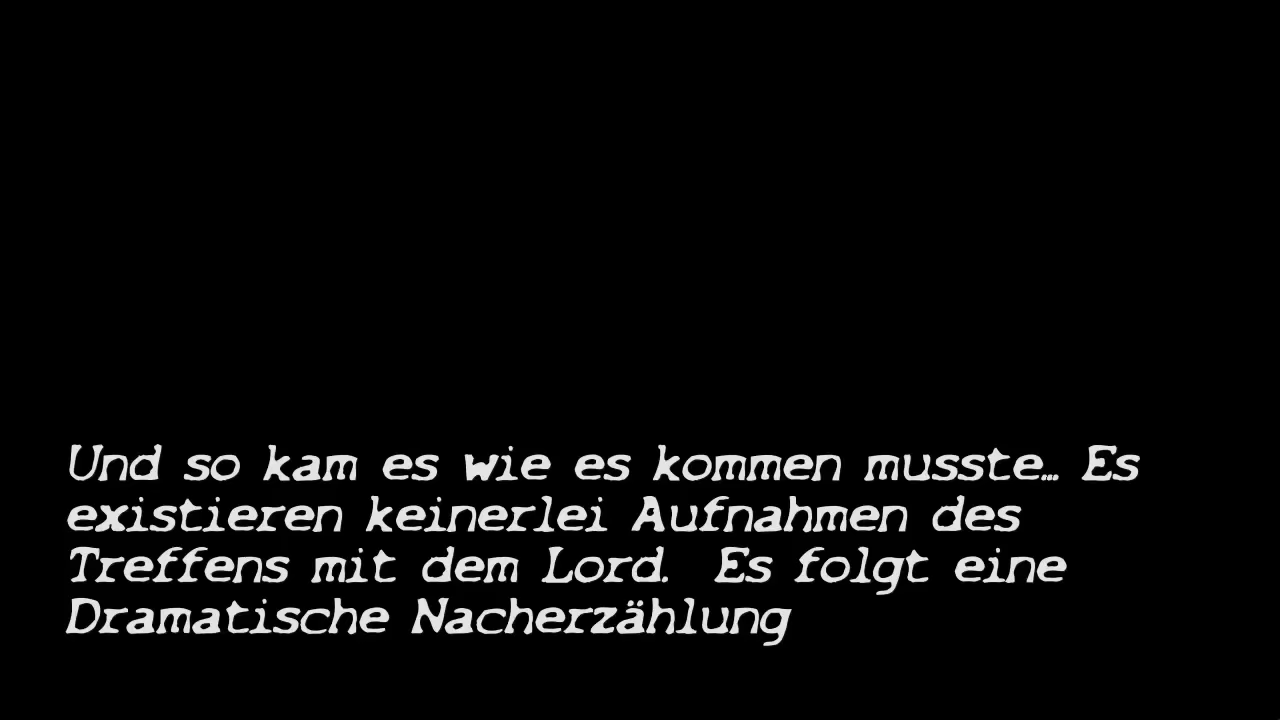 Und so kam es wie es kommen musste... Es
existieren keinerlei Aufnahmen des
Treffens mit dem Lord.  Es folgt eine
Dramatische Nacherzählung